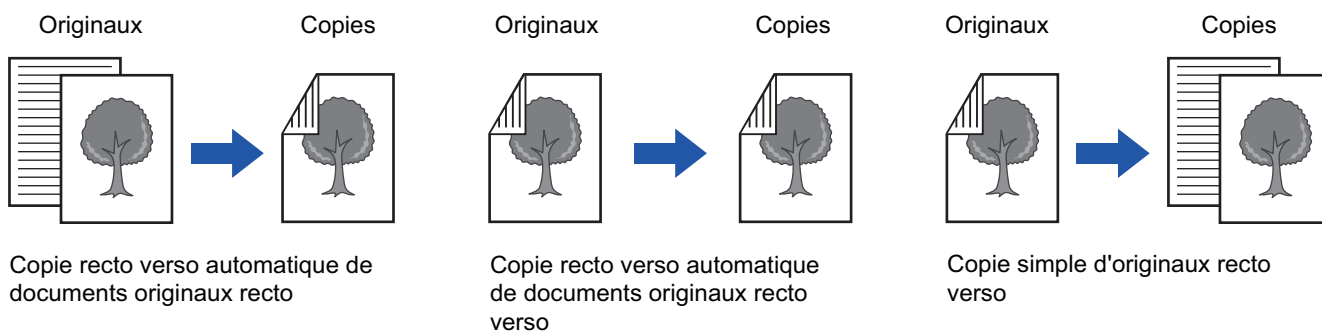 Originaux
Copies
Originaux
Copies
Originaux
Copies
Copie recto verso automatique de
documents originaux recto
Copie recto verso automatique
de documents originaux recto
verso
Copie simple d'originaux recto
verso